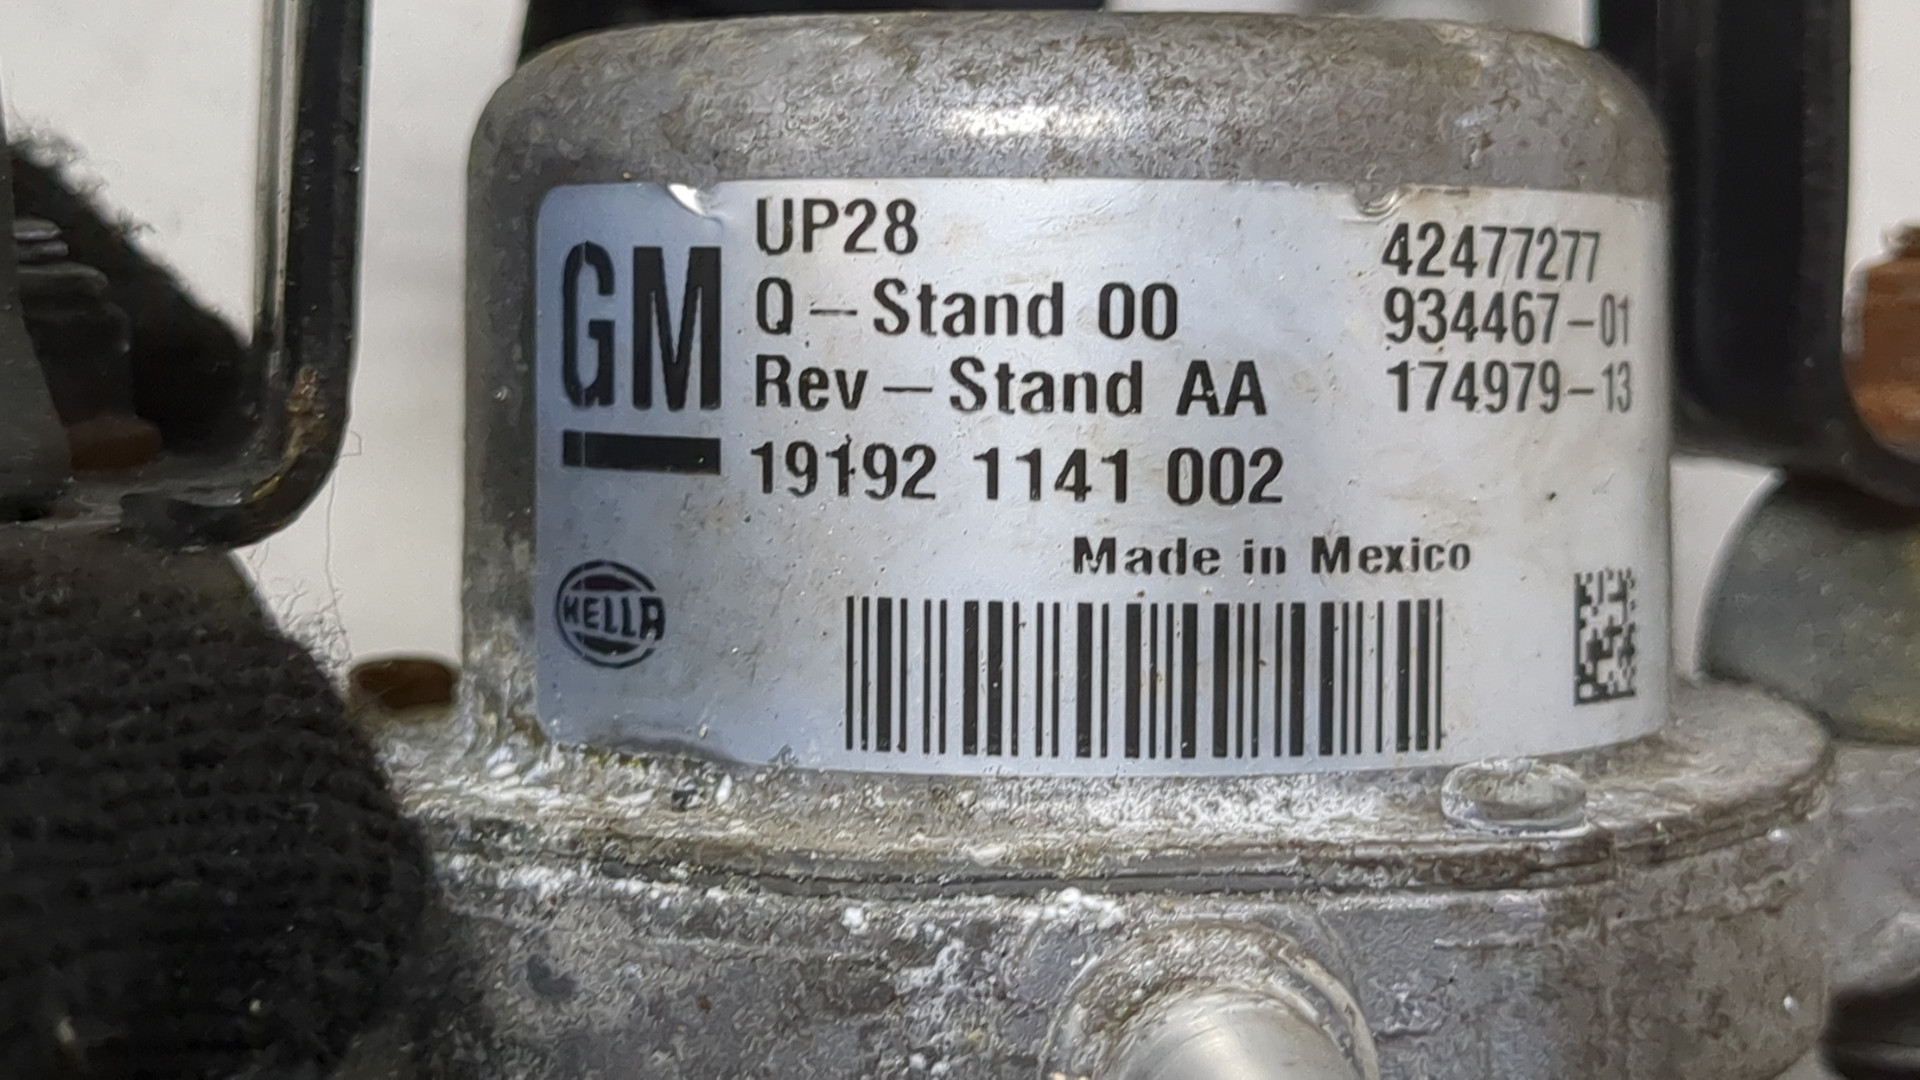 GM
UP28
Q – Stand 00
Rev – Stand AA
19192 1141 002
42477277
934467-01
174979-13
Made in Mexico
HELLA